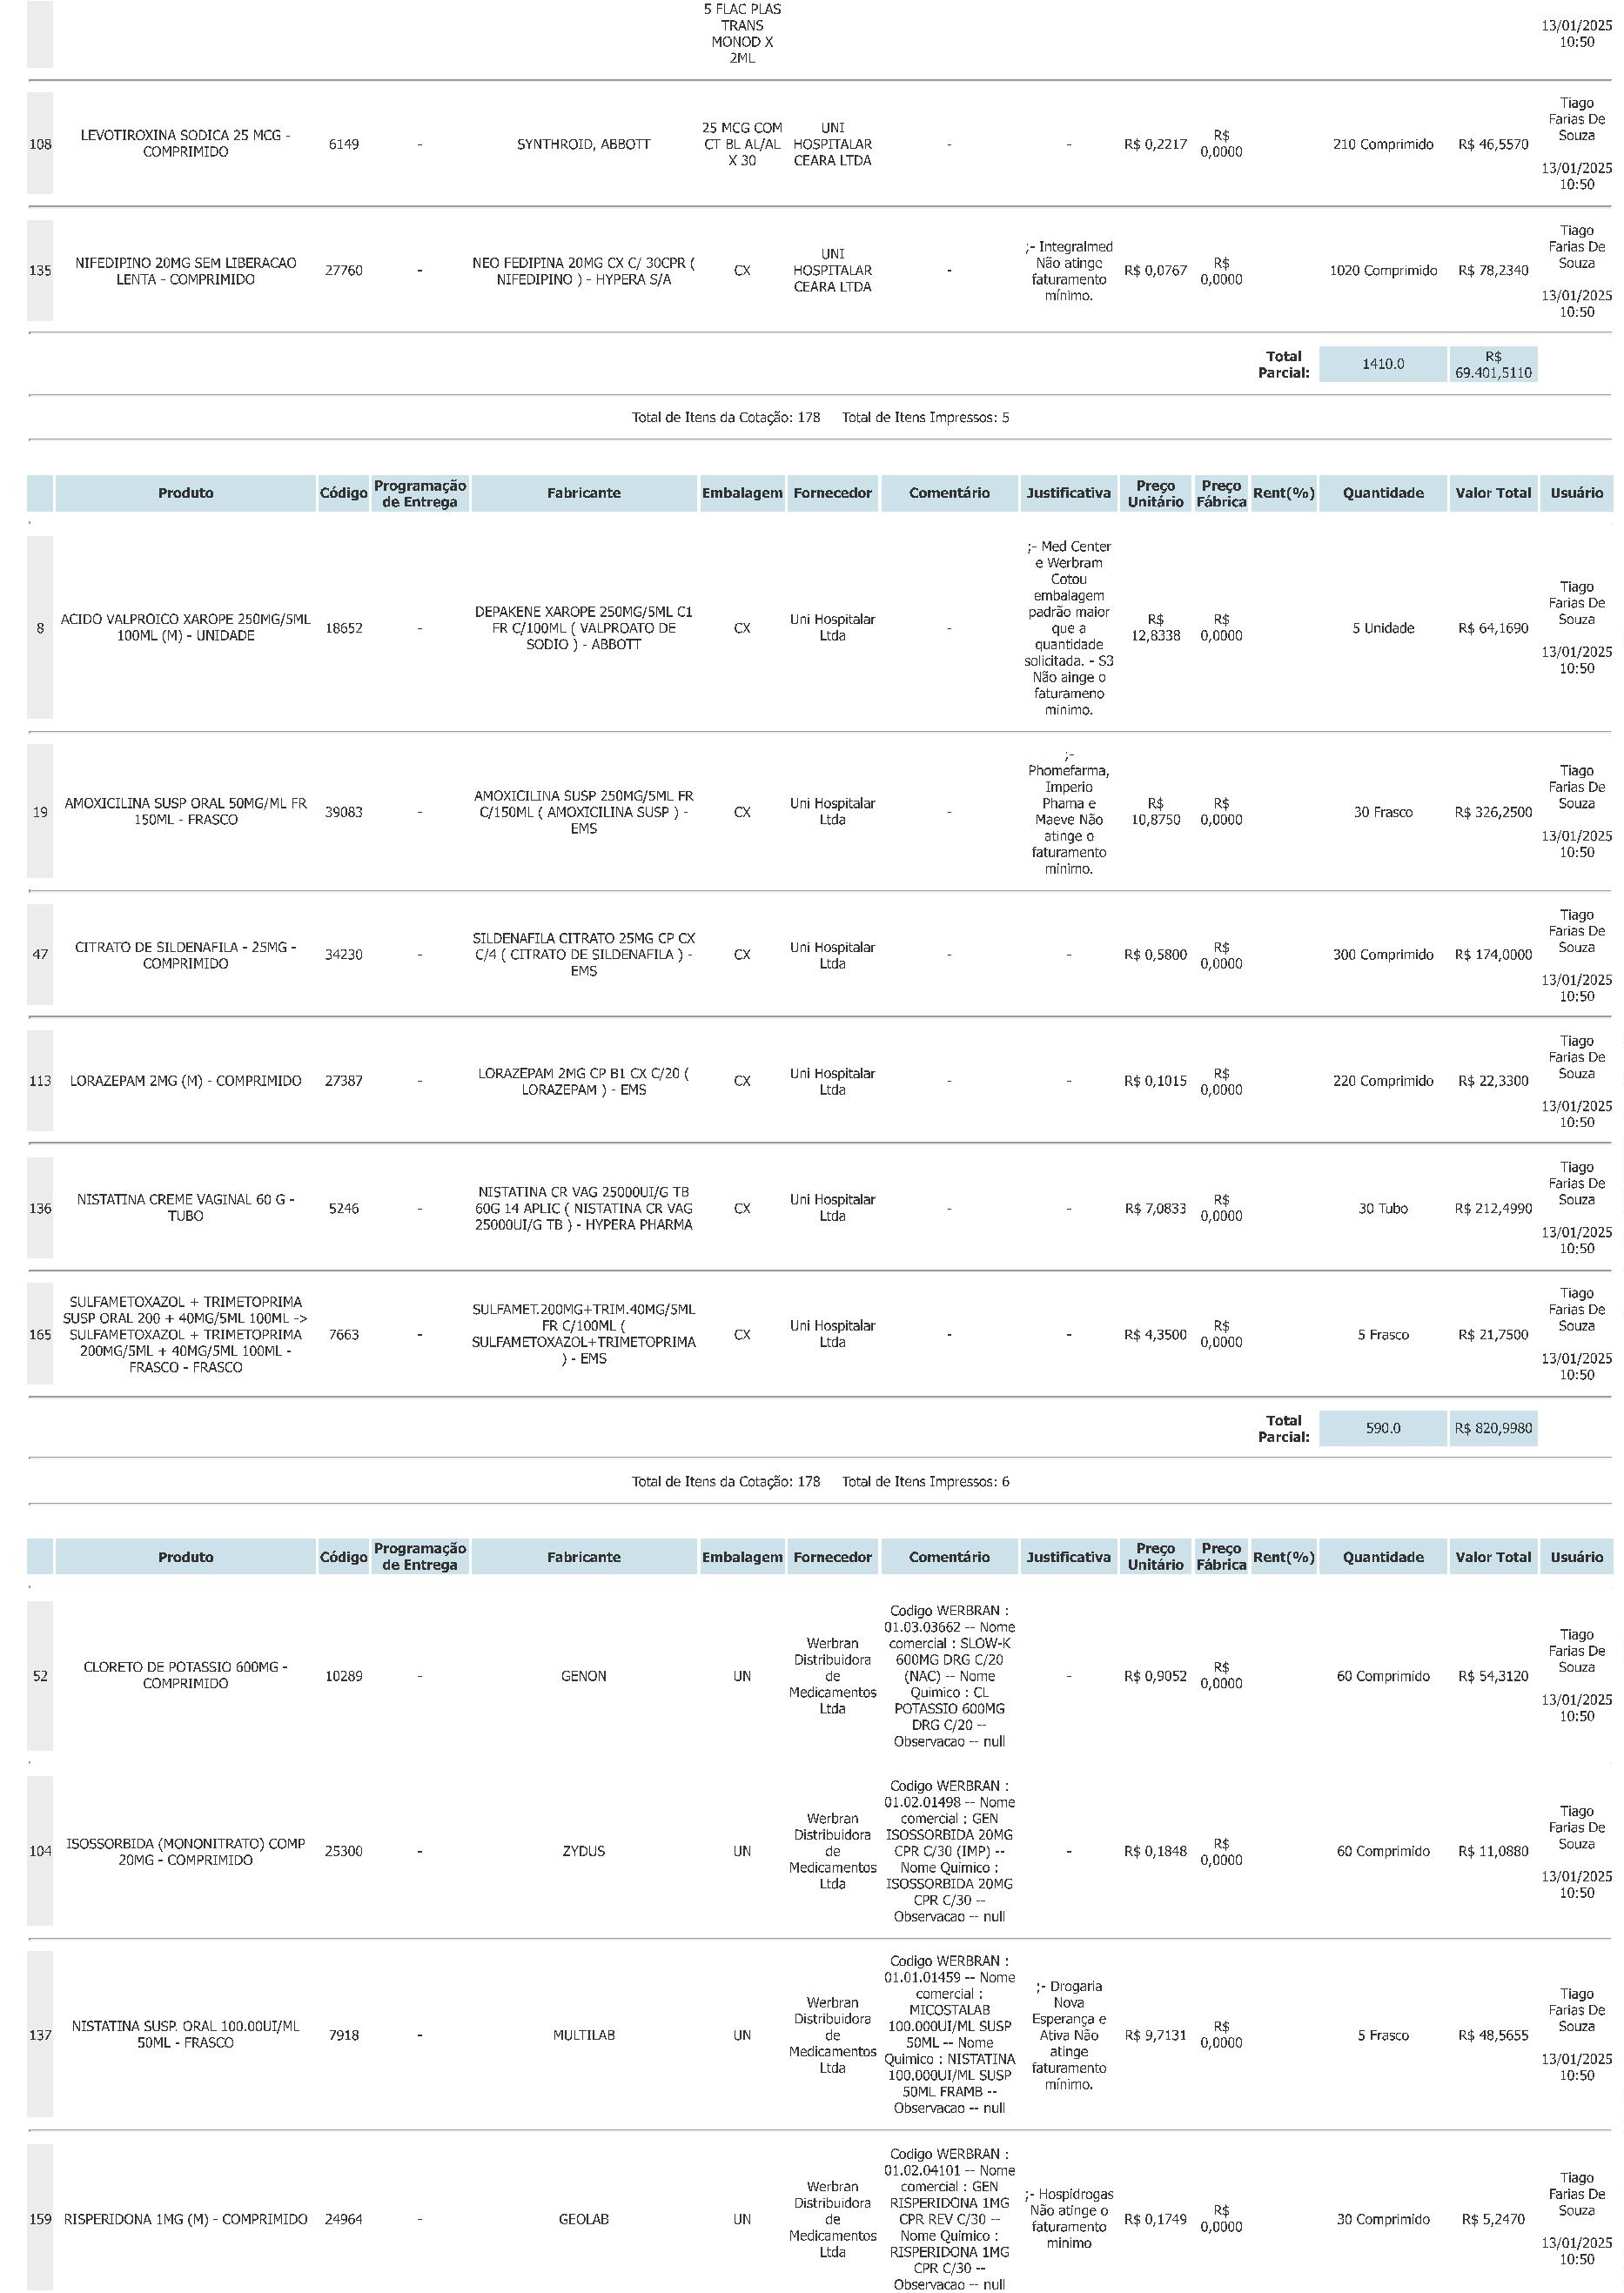 5 FLAC PLAS
TRANS
MONOD X
2ML
13/01/2025
10:50
108
LEVOTIROXINA SODICA 25 MCG -
COMPRIMIDO
6149
-
SYNTHROID, ABBOTT
25 MCG COM
CT BL AL/AL
X 30
UNI
HOSPITALAR
CEARA LTDA
-
-
R$ 0,2217
R$
0,0000
210 Comprimido
R$ 46,5570
Tiago
Farias De
Souza
13/01/2025
10:50
135
NIFEDIPINO 20MG SEM LIBERACAO
LENTA - COMPRIMIDO
27760
-
NEO FEDIPINA 20MG CX C/ 30CPR (
NIFEDIPINO ) - HYPERA S/A
CX
UNI
HOSPITALAR
CEARA LTDA
-
;- Integralmed
Não atinge
faturamento
mínimo.
R$ 0,0767
R$
0,0000
1020 Comprimido
R$ 78,2340
Tiago
Farias De
Souza
13/01/2025
10:50
Total
Parcial:
1410.0
R$
69.401,5110
Total de Itens da Cotação: 178 Total de Itens Impressos: 5
Produto
Código
Programação
de Entrega
Fabricante
Embalagem
Fornecedor
Comentário
Justificativa
Preço
Unitário
Preço
Fábrica
Rent(%)
Quantidade
Valor Total
Usuário
8
ACIDO VALPROICO XAROPE 250MG/5ML
100ML (M) - UNIDADE
18652
-
DEPAKENE XAROPE 250MG/5ML C1
FR C/100ML ( VALPROATO DE
SODIO ) - ABBOTT
CX
Uni Hospitalar
Ltda
-
;- Med Center
e Werbram
Cotou
embalagem
padrão maior
que a
quantidade
solicitada. - S3
Não ainge o
faturameno
minimo.
R$
12,8338
R$
0,0000
5 Unidade
R$ 64,1690
Tiago
Farias De
Souza
13/01/2025
10:50
19
AMOXICILINA SUSP ORAL 50MG/ML FR
150ML - FRASCO
39083
-
AMOXICILINA SUSP 250MG/5ML FR
C/150ML ( AMOXICILINA SUSP ) -
EMS
CX
Uni Hospitalar
Ltda
-
;-
Phomefarma,
Imperio
Phama e
Maeve Não
atinge o
faturamento
minimo.
R$
10,8750
R$
0,0000
30 Frasco
R$ 326,2500
Tiago
Farias De
Souza
13/01/2025
10:50
47
CITRATO DE SILDENAFILA - 25MG -
COMPRIMIDO
34230
-
SILDENAFILA CITRATO 25MG CP CX
C/4 ( CITRATO DE SILDENAFILA ) -
EMS
CX
Uni Hospitalar
Ltda
-
-
R$ 0,5800
R$
0,0000
300 Comprimido
R$ 174,0000
Tiago
Farias De
Souza
13/01/2025
10:50
113
LORAZEPAM 2MG (M) - COMPRIMIDO
27387
-
LORAZEPAM 2MG CP B1 CX C/20 (
LORAZEPAM ) - EMS
CX
Uni Hospitalar
Ltda
-
-
R$ 0,1015
R$
0,0000
220 Comprimido
R$ 22,3300
Tiago
Farias De
Souza
13/01/2025
10:50
136
NISTATINA CREME VAGINAL 60 G -
TUBO
5246
-
NISTATINA CR VAG 25000UI/G TB
60G 14 APLIC ( NISTATINA CR VAG
25000UI/G TB ) - HYPERA PHARMA
CX
Uni Hospitalar
Ltda
-
-
R$ 7,0833
R$
0,0000
30 Tubo
R$ 212,4990
Tiago
Farias De
Souza
13/01/2025
10:50
165
SULFAMETOXAZOL + TRIMETOPRIMA
SUSP ORAL 200 + 40MG/5ML 100ML ->
SULFAMETOXAZOL + TRIMETOPRIMA
200MG/5ML + 40MG/5ML 100ML -
FRASCO - FRASCO
7663
-
SULFAMET.200MG+TRIM.40MG/5ML
FR C/100ML (
SULFAMETOXAZOL+TRIMETOPRIMA
) - EMS
CX
Uni Hospitalar
Ltda
-
-
R$ 4,3500
R$
0,0000
5 Frasco
R$ 21,7500
Tiago
Farias De
Souza
13/01/2025
10:50
Total
Parcial:
590.0
R$ 820,9980
Total de Itens da Cotação: 178 Total de Itens Impressos: 6
Produto
Código
Programação
de Entrega
Fabricante
Embalagem
Fornecedor
Comentário
Justificativa
Preço
Unitário
Preço
Fábrica
Rent(%)
Quantidade
Valor Total
Usuário
52
CLORETO DE POTASSIO 600MG -
COMPRIMIDO
10289
-
GENON
UN
Werbran
Distribuidora
de
Medicamentos
Ltda
Codigo WERBRAN :
01.03.03662 -- Nome
comercial : SLOW-K
600MG DRG C/20
(NAC) -- Nome
Quimico : CL
POTASSIO 600MG
DRG C/20 --
Observacao -- null
-
R$ 0,9052
R$
0,0000
60 Comprimido
R$ 54,3120
Tiago
Farias De
Souza
13/01/2025
10:50
104
ISOSSORBIDA (MONONITRATO) COMP
20MG - COMPRIMIDO
25300
-
ZYDUS
UN
Werbran
Distribuidora
de
Medicamentos
Ltda
Codigo WERBRAN :
01.02.01498 -- Nome
comercial : GEN
ISOSSORBIDA 20MG
CPR C/30 (IMP) --
Nome Quimico :
ISOSSORBIDA 20MG
CPR C/30 --
Observacao -- null
-
R$ 0,1848
R$
0,0000
60 Comprimido
R$ 11,0880
Tiago
Farias De
Souza
13/01/2025
10:50
137
NISTATINA SUSP. ORAL 100.00UI/ML
50ML - FRASCO
7918
-
MULTILAB
UN
Werbran
Distribuidora
de
Medicamentos
Ltda
Codigo WERBRAN :
01.01.01459 -- Nome
comercial :
MICOSTALAB
100.000UI/ML SUSP
50ML -- Nome
Quimico : NISTATINA
100.000UI/ML SUSP
50ML FRAMB --
Observacao -- null
;- Drogaria
Nova
Esperança e
Ativa Não
atinge
faturamento
mínimo.
R$ 9,7131
R$
0,0000
5 Frasco
R$ 48,5655
Tiago
Farias De
Souza
13/01/2025
10:50
159
RISPERIDONA 1MG (M) - COMPRIMIDO
24964
-
GEOLAB
UN
Werbran
Distribuidora
de
Medicamentos
Ltda
Codigo WERBRAN :
01.02.04101 -- Nome
comercial : GEN
RISPERIDONA 1MG
CPR REV C/30 --
Nome Quimico :
RISPERIDONA 1MG
CPR C/30 --
Observacao -- null
;- Hospidrogas
Não atinge o
faturamento
minimo
R$ 0,1749
R$
0,0000
30 Comprimido
R$ 5,2470
Tiago
Farias De
Souza
13/01/2025
10:50